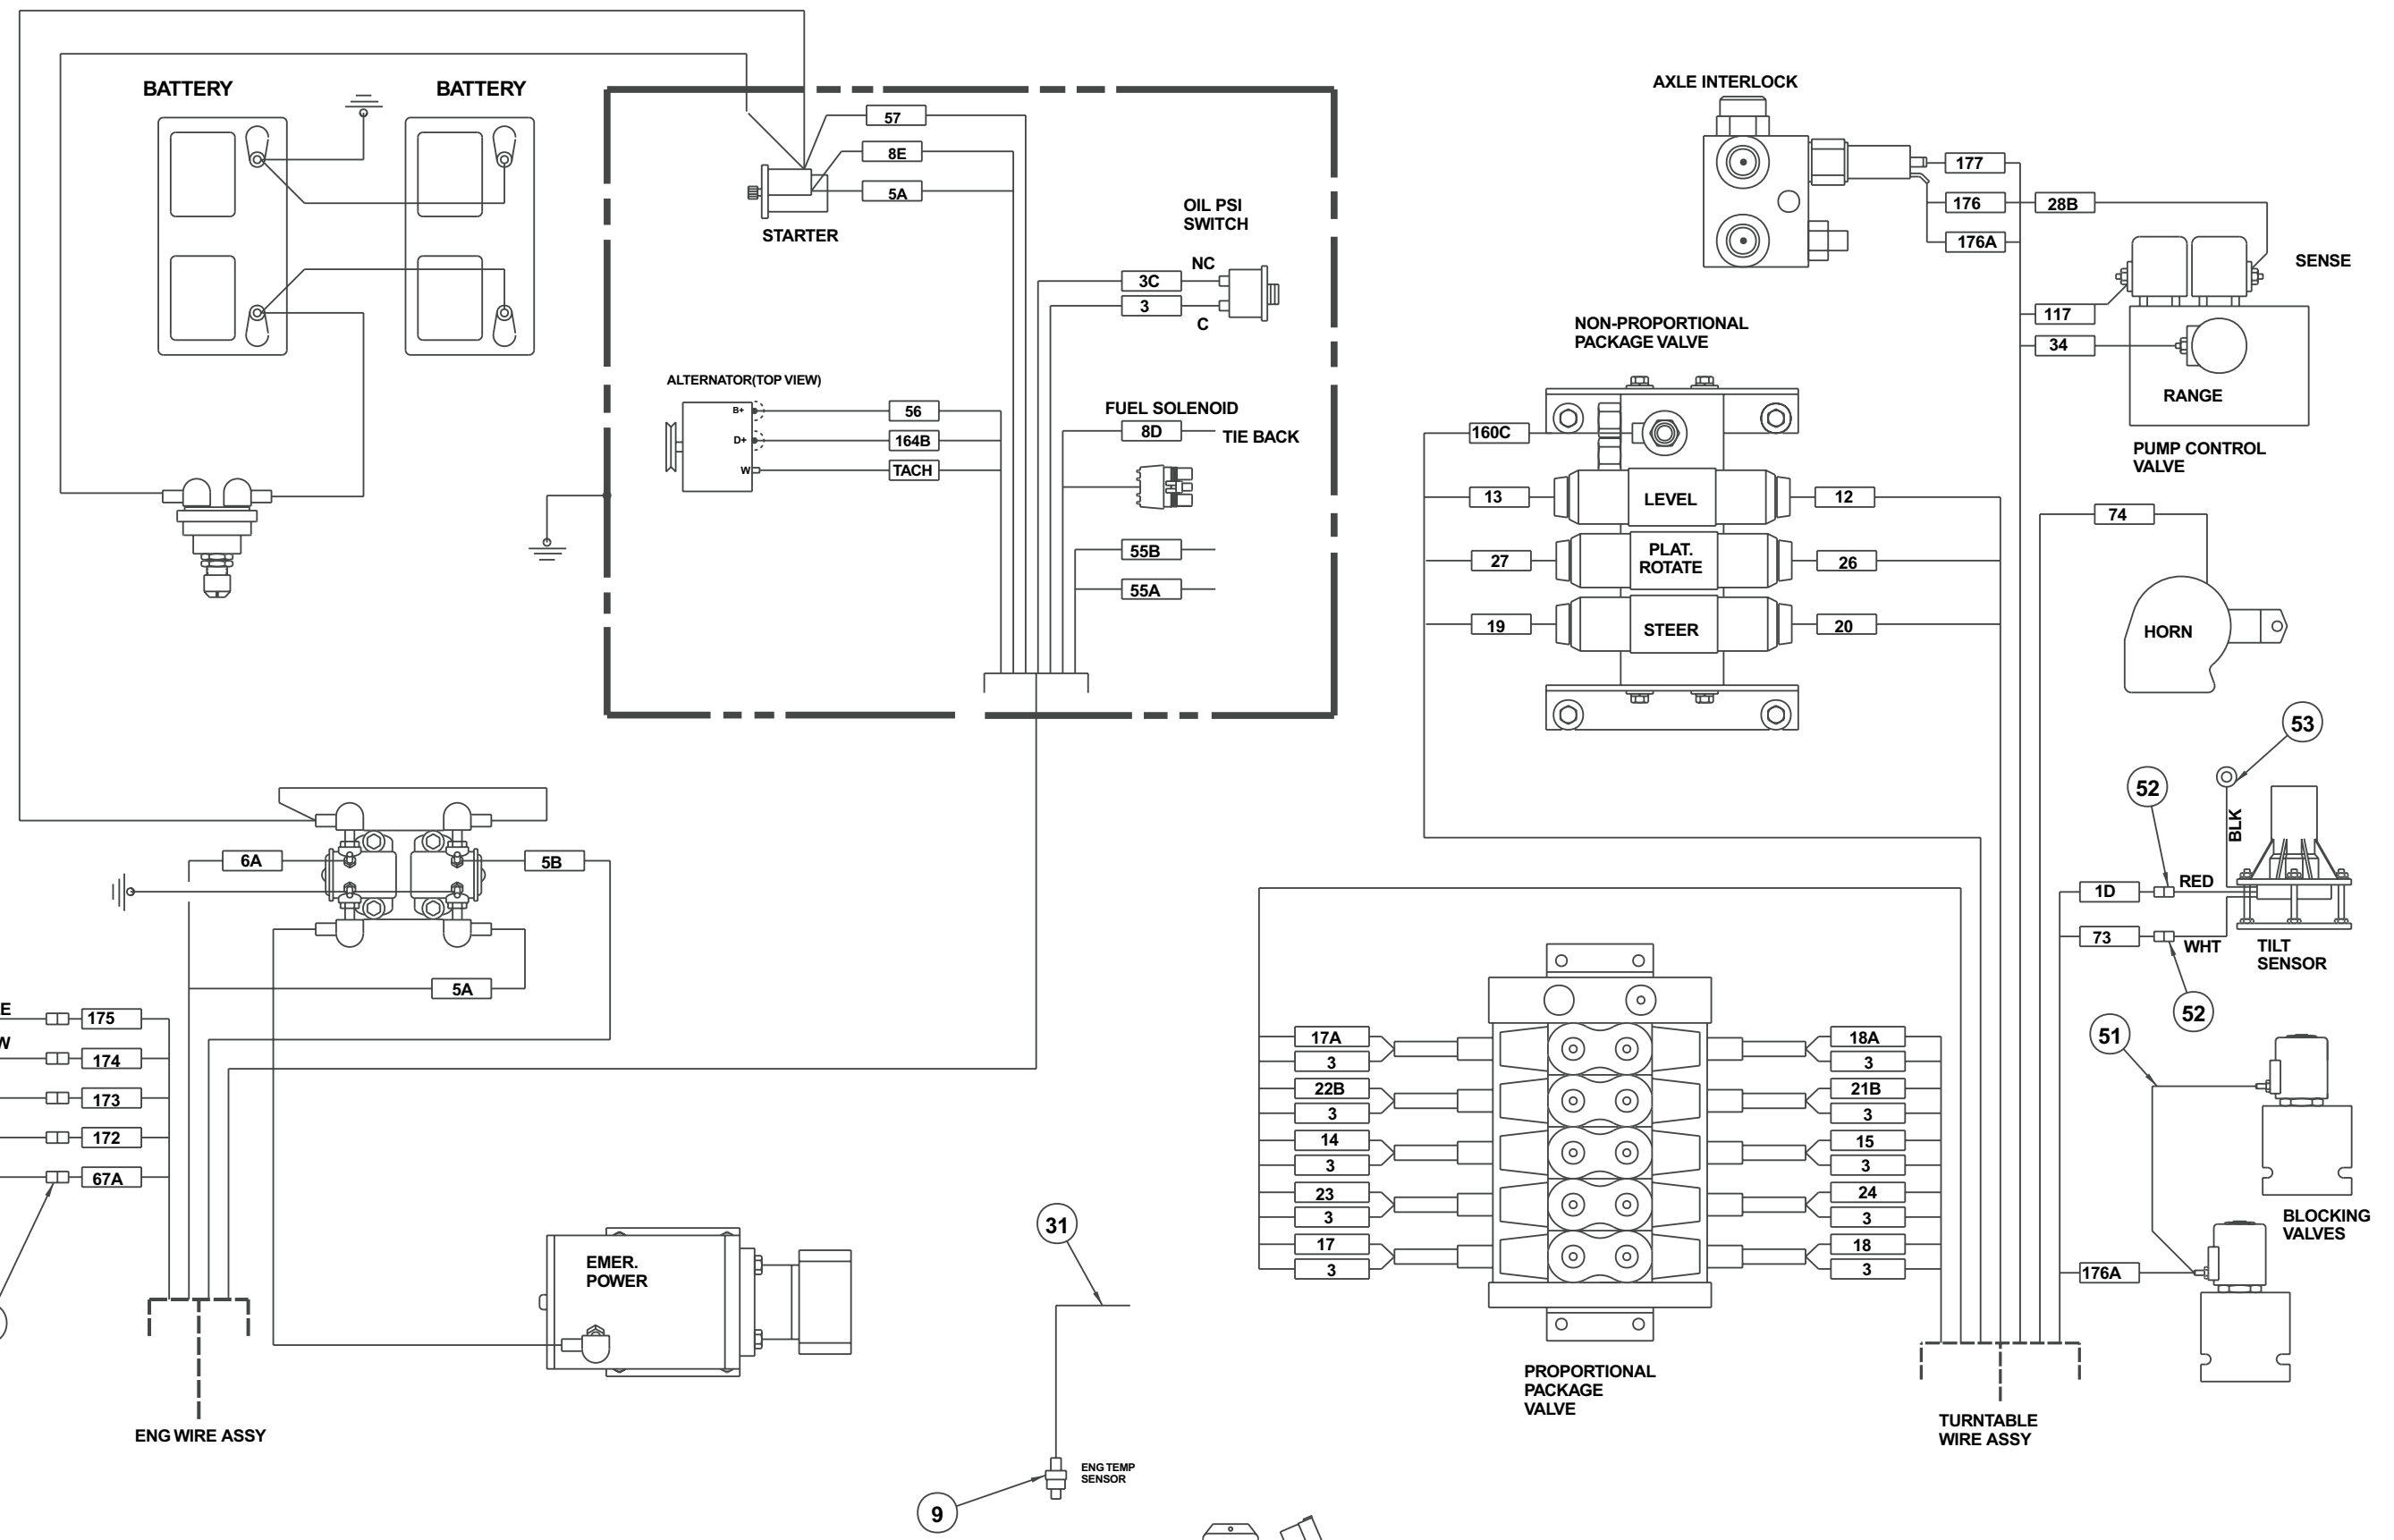 BATTERY
BATTERY
57
8E
5A
STARTER
OIL PSI
SWITCH
NC
3C
3
C
ALTERNATOR(TOP VIEW)
B+
56
D+
164B
W
TACH
FUEL SOLENOID
8D
TIE BACK
55B
55A
AXLE INTERLOCK
177
176
28B
176A
SENSE
117
34
RANGE
PUMP CONTROL
VALVE
NON-PROPORTIONAL
PACKAGE VALVE
160C
13
LEVEL
12
27
PLAT.
ROTATE
26
19
STEER
20
74
HORN
53
52
BLK
1D
RED
73
WHT
TILT
SENSOR
52
51
BLOCKING
VALVES
176A
6A
5B
5A
E
175
W
174
173
172
67A
ENG WIRE ASSY
EMER.
POWER
31
9
ENG TEMP
SENSOR
17A
3
18A
3
22B
3
21B
3
14
3
15
3
23
3
24
3
17
3
18
3
PROPORTIONAL
PACKAGE
VALVE
TURNTABLE
WIRE ASSY